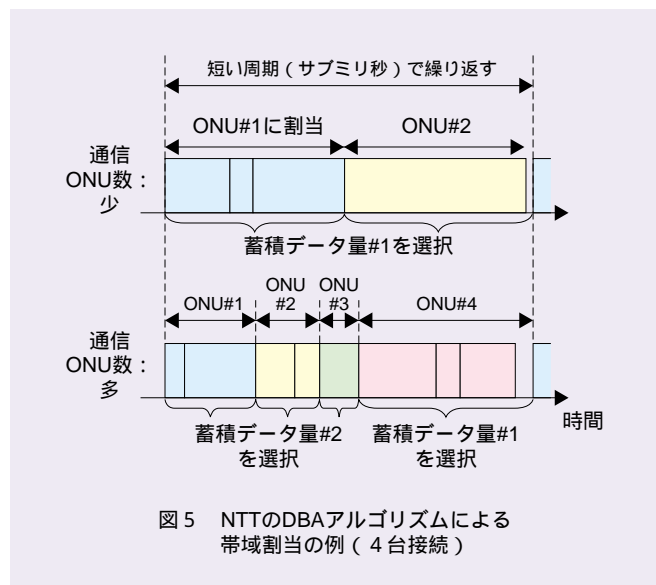 短い周期(サブミリ秒)で繰り返す
ONU#1に割当
ONU#2
通信
ONU数:
少
蓄積データ量#1を選択
ONU#1
ONU
#2
ONU
#3
ONU#4
通信
ONU数:
多
時間
蓄積データ量#2
を選択
蓄積データ量#1
を選択
図5 NTTのDBAアルゴリズムによる
帯域割当の例(4台接続)